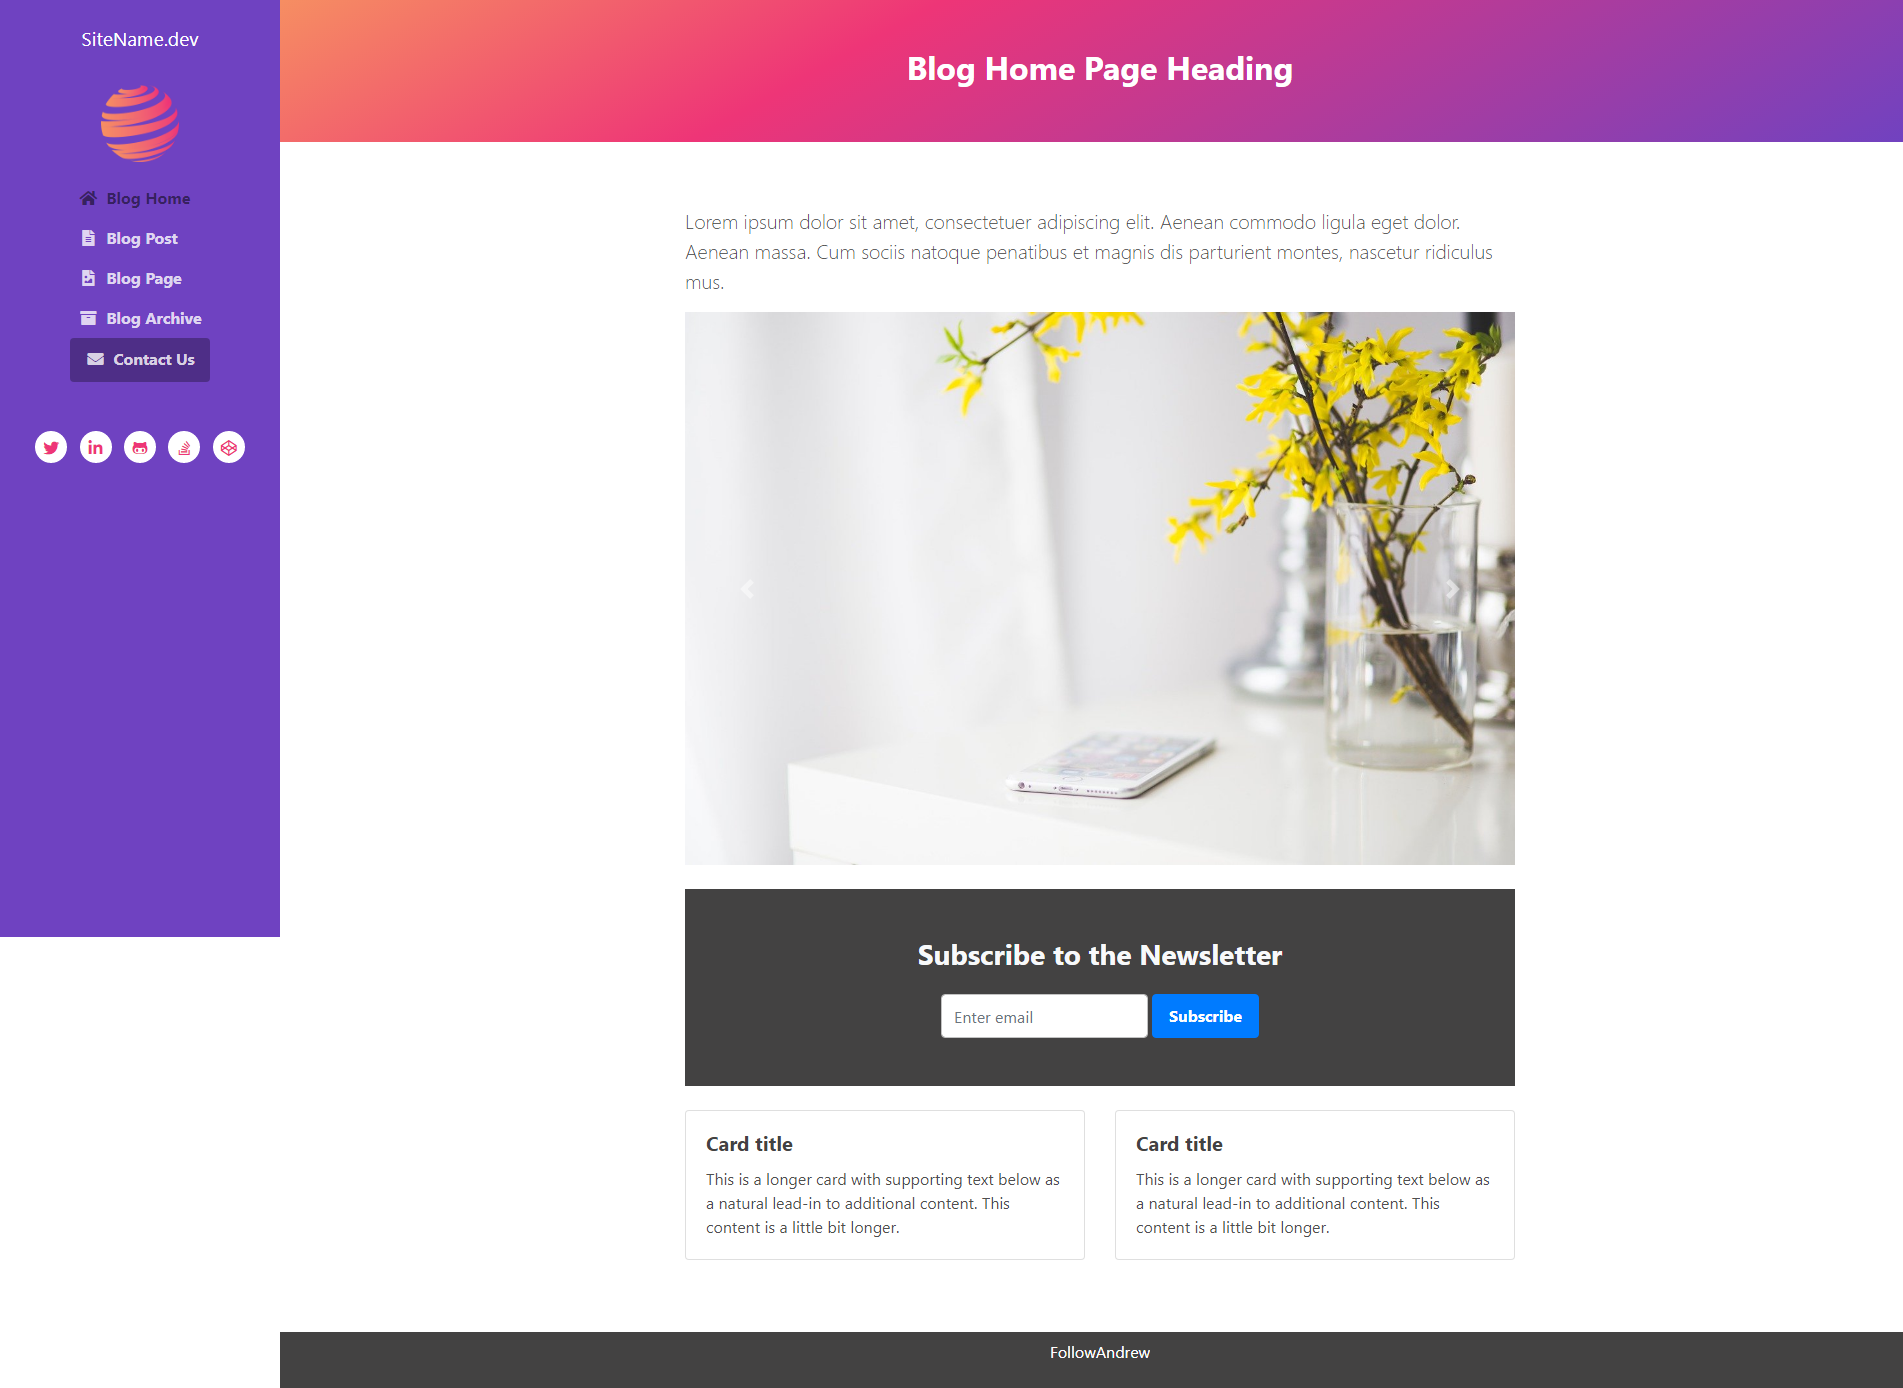 SiteName.dev
Blog Home
Blog Post
Blog Page
Blog Archive
Contact Us
Blog Home Page Heading
Lorem ipsum dolor sit amet, consectetuer adipiscing elit. Aenean commodo ligula eget dolor.
Aenean massa. Cum sociis natoque penatibus et magnis dis parturient montes, nascetur ridiculus
mus.
Subscribe to the Newsletter
Enter email
Subscribe
Card title
This is a longer card with supporting text below as
a natural lead-in to additional content. This
content is a little bit longer.
Card title
This is a longer card with supporting text below as
a natural lead-in to additional content. This
content is a little bit longer.
FollowAndrew